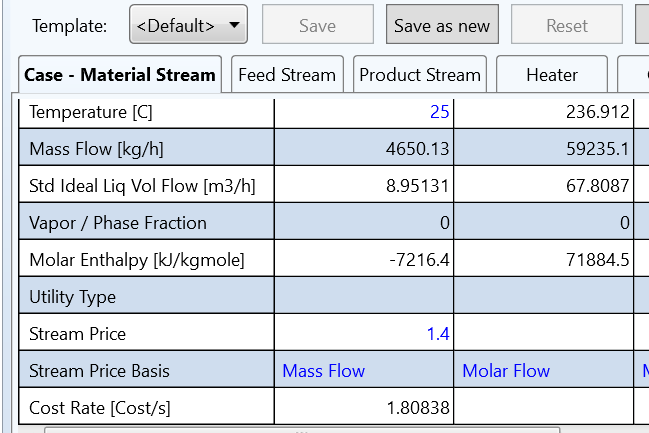 Template: <Default> Save Save as new Reset
Case - Material Stream Feed Stream Product Stream Heater
Temperature [C] 25 236.912
Mass Flow [kg/h] 4650.13 59235.1
Std Ideal Liq Vol Flow [m3/h] 8.95131 67.8087
Vapor / Phase Fraction 0 0
Molar Enthalpy [kJ/kgmole] -7216.4 71884.5
Utility Type
Stream Price 1.4
Stream Price Basis Mass Flow Molar Flow
Cost Rate [Cost/s] 1.80838